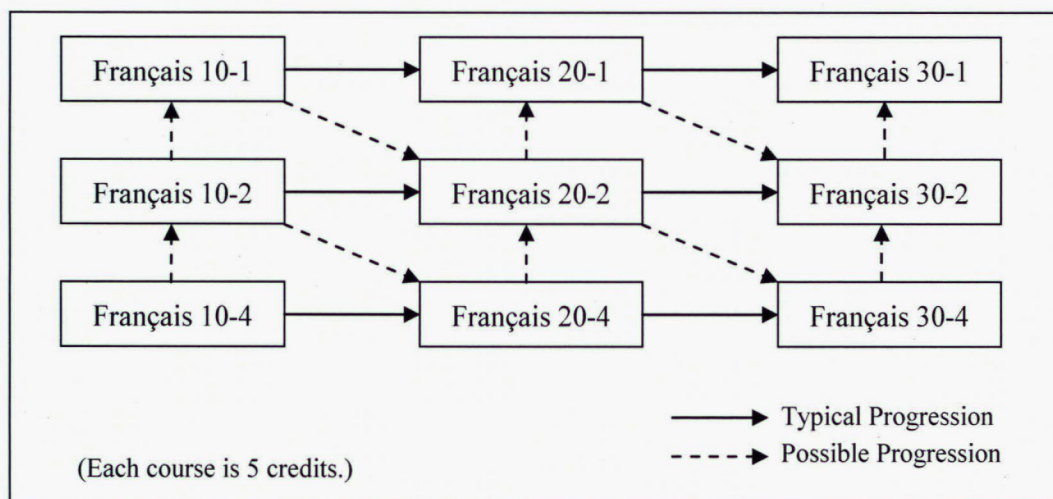 Français 10-1
Français 20-1
Français 30-1
Français 10-2
Français 20-2
Français 30-2
Français 10-4
Français 20-4
Français 30-4
Typical Progression
Possible Progression
(Each course is 5 credits.)